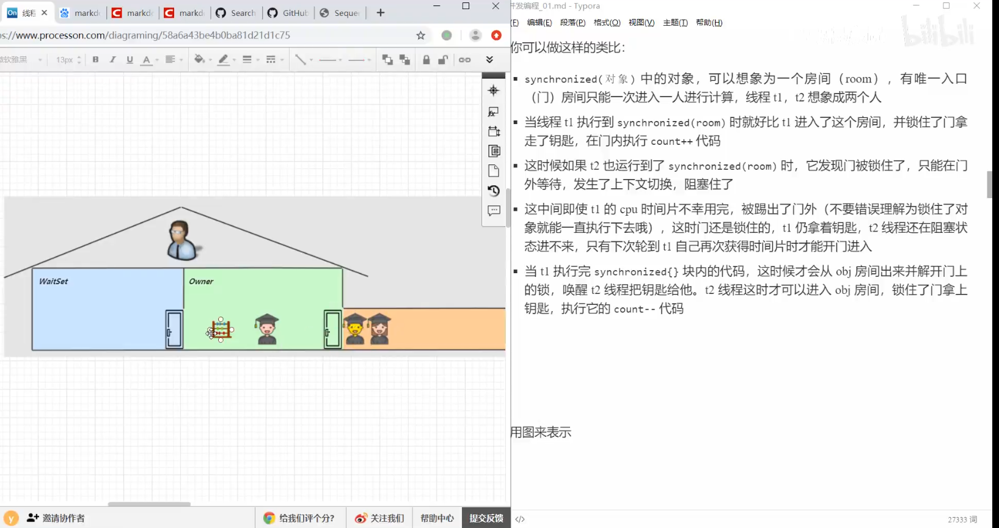 On 线程
markdo
markdo
markdo
Search
GitHub
Seque
s://www.processon.com/diagraming/58a6a43be4b0ba81d21d1c75
微软雅黑
13px
B I U A
WaitSet
Owner
y
邀请协作者
给我们评个分?
关注我们
帮助中心
提交反馈
发编程_01.md - Typora
(F) 编辑(E) 段落(P) 格式(O) 视图(V) 主题(T) 帮助(H)
bilibili
你可以做这样的类比：
synchronized(对象) 中的对象，可以想象为一个房间（room），有唯一入口
（门）房间只能一次进入一人进行计算，线程 t1，t2 想象成两个人
当线程 t1 执行到 synchronized(room) 时就好比 t1 进入了这个房间，并锁住了门拿
走了钥匙，在门内执行 count++ 代码
这时候如果 t2 也运行到了 synchronized(room) 时，它发现门被锁住了，只能在门
外等待，发生了上下文切换，阻塞住了
这中间即使 t1 的 cpu 时间片不幸用完，被踢出了门外（不要错误理解为锁住了对
象就能一直执行下去哦），这时门还是锁住的，t1 仍拿着钥匙，t2 线程还在阻塞状
态进不来，只有下次轮到 t1 自己再次获得时间片时才能开门进入
当 t1 执行完 synchronized{} 块内的代码，这时候才会从 obj 房间出来并解开门上
的锁，唤醒 t2 线程把钥匙给他。t2 线程这时才可以进入 obj 房间，锁住了门拿上
钥匙，执行它的 count-- 代码
用图来表示
</> 27333 词